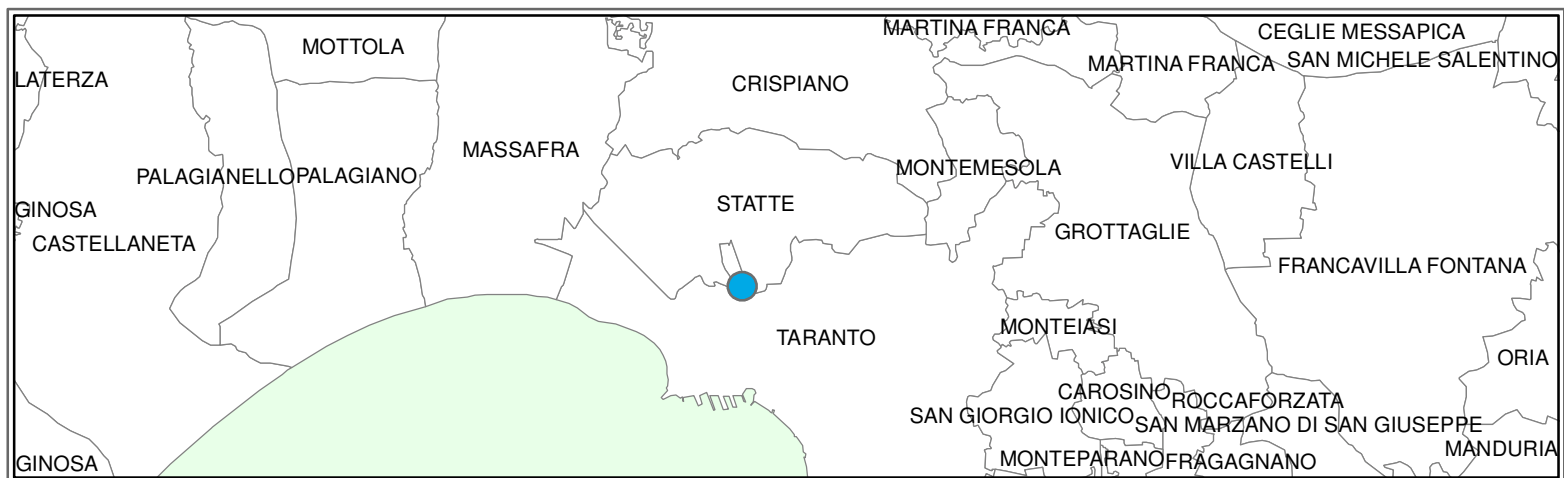 MARTINA FRANCA
CEGLIE MESSAPICA
MOTTOLA
SAN MICHELE SALENTINO
MARTINA FRANCA
LATERZA
CRISPIANO
MASSAFRA
VILLA CASTELLI
MONTEMESOLA
PALAGIANELLO
PALAGIANO
STATTE
GINOSA
GROTTAGLIE
CASTELLANETA
FRANCAVILLA FONTANA
MONTEIASI
TARANTO
ORIA
CAROSINO
ROCCAFORZATA
SAN GIORGIO IONICO
SAN MARZANO DI SAN GIUSEPPE
MANDURIA
MONTEPARANO
FRAGAGNANO
GINOSA